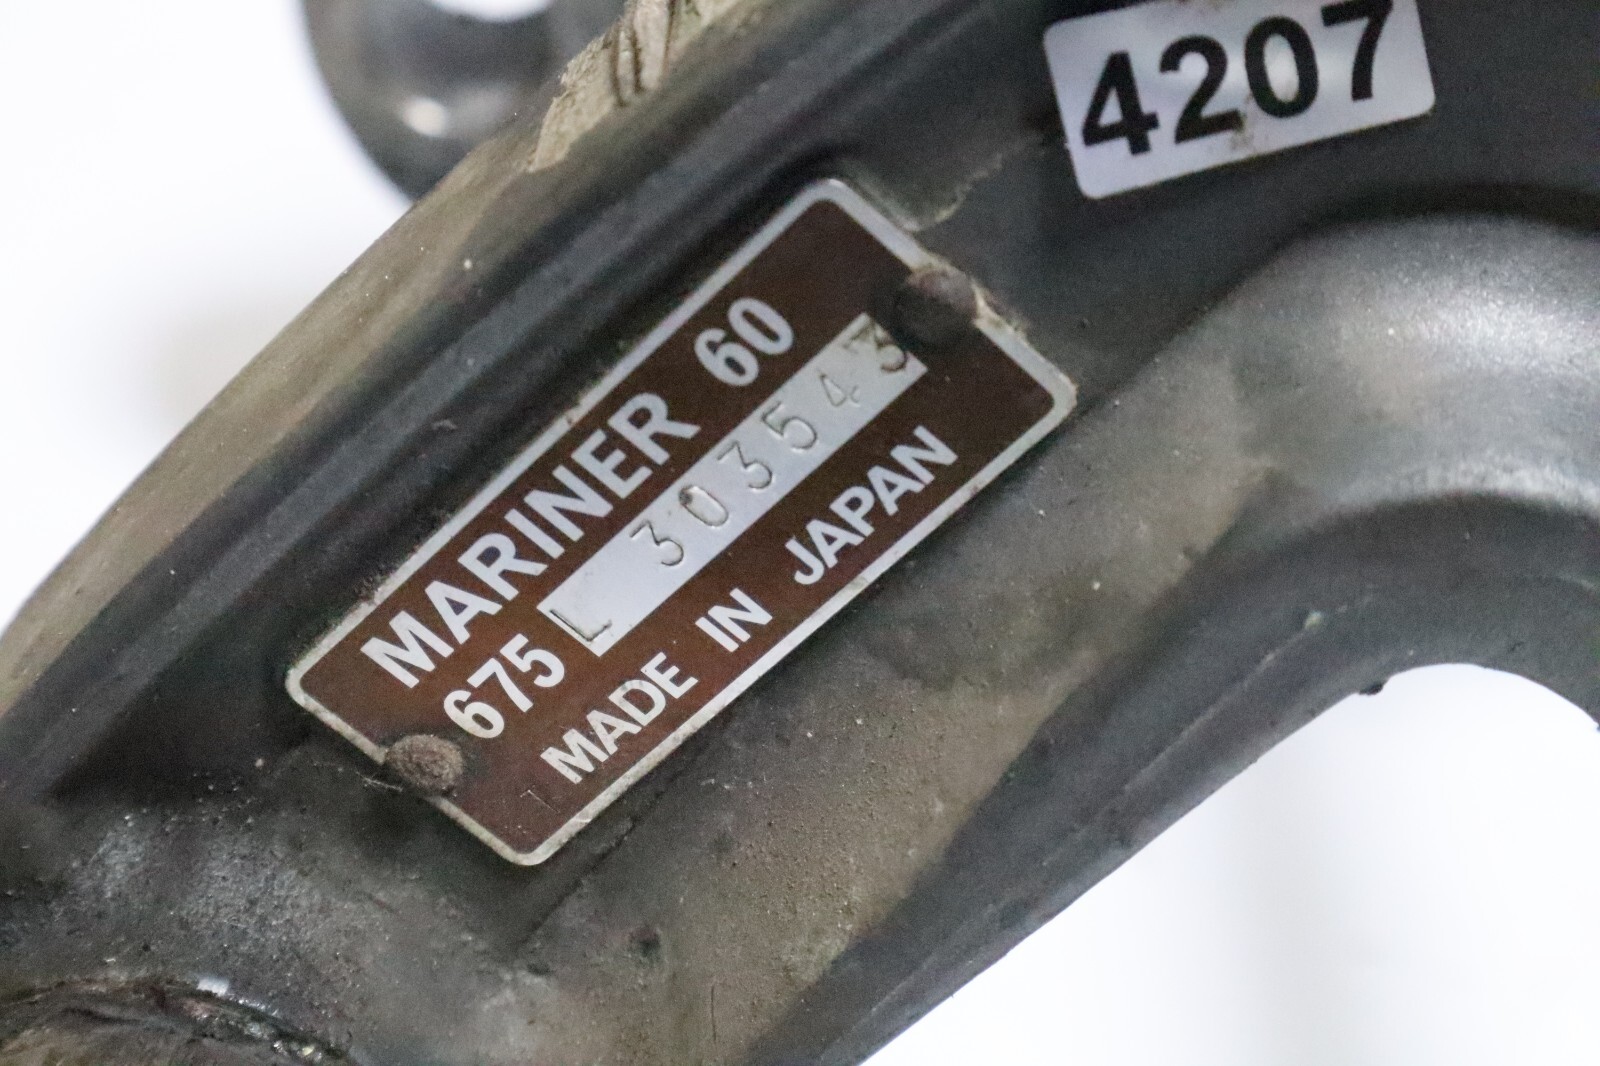 4207
MARINER 60
675 L 303543
MADE IN JAPAN